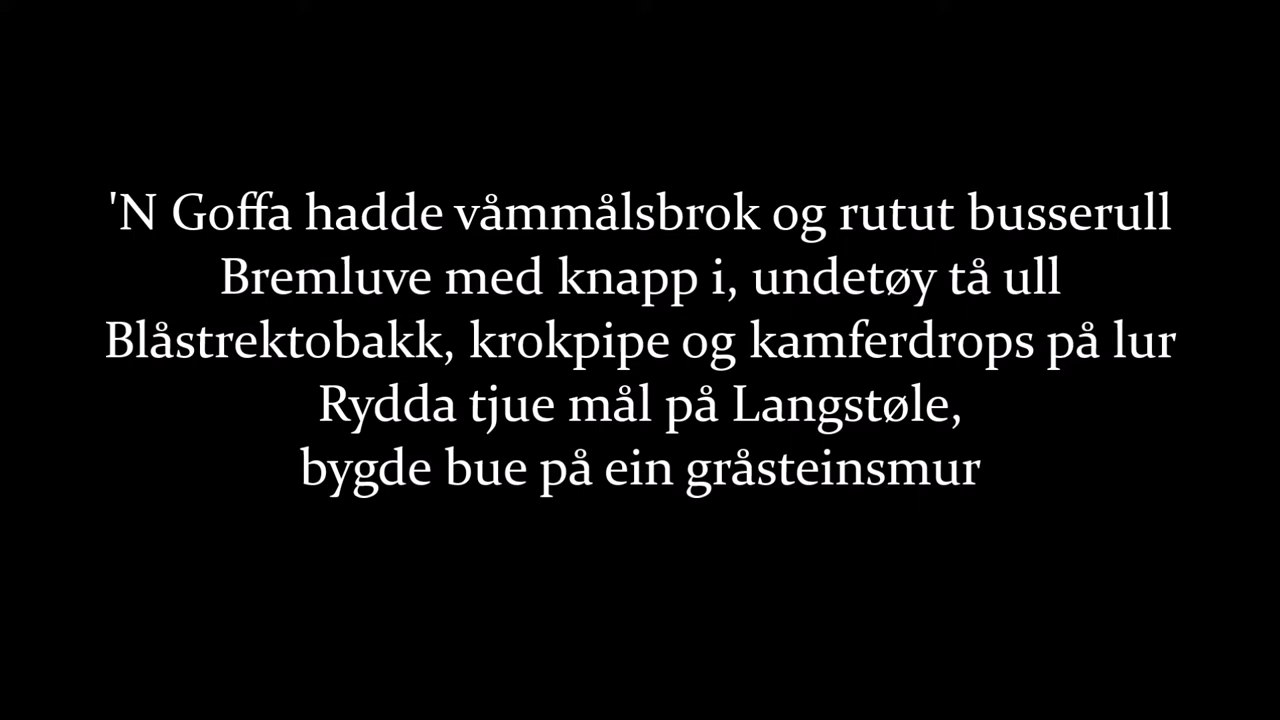 'N Goffa hadde våmmålsbrok og rutut busserull
Bremluve med knapp i, undetøy tå ull
Blåstrektobakk, krokpipe og kamferdrops på lur
Rydda tjue mål på Langstøle,
bygde bue på ein gråsteinsmur